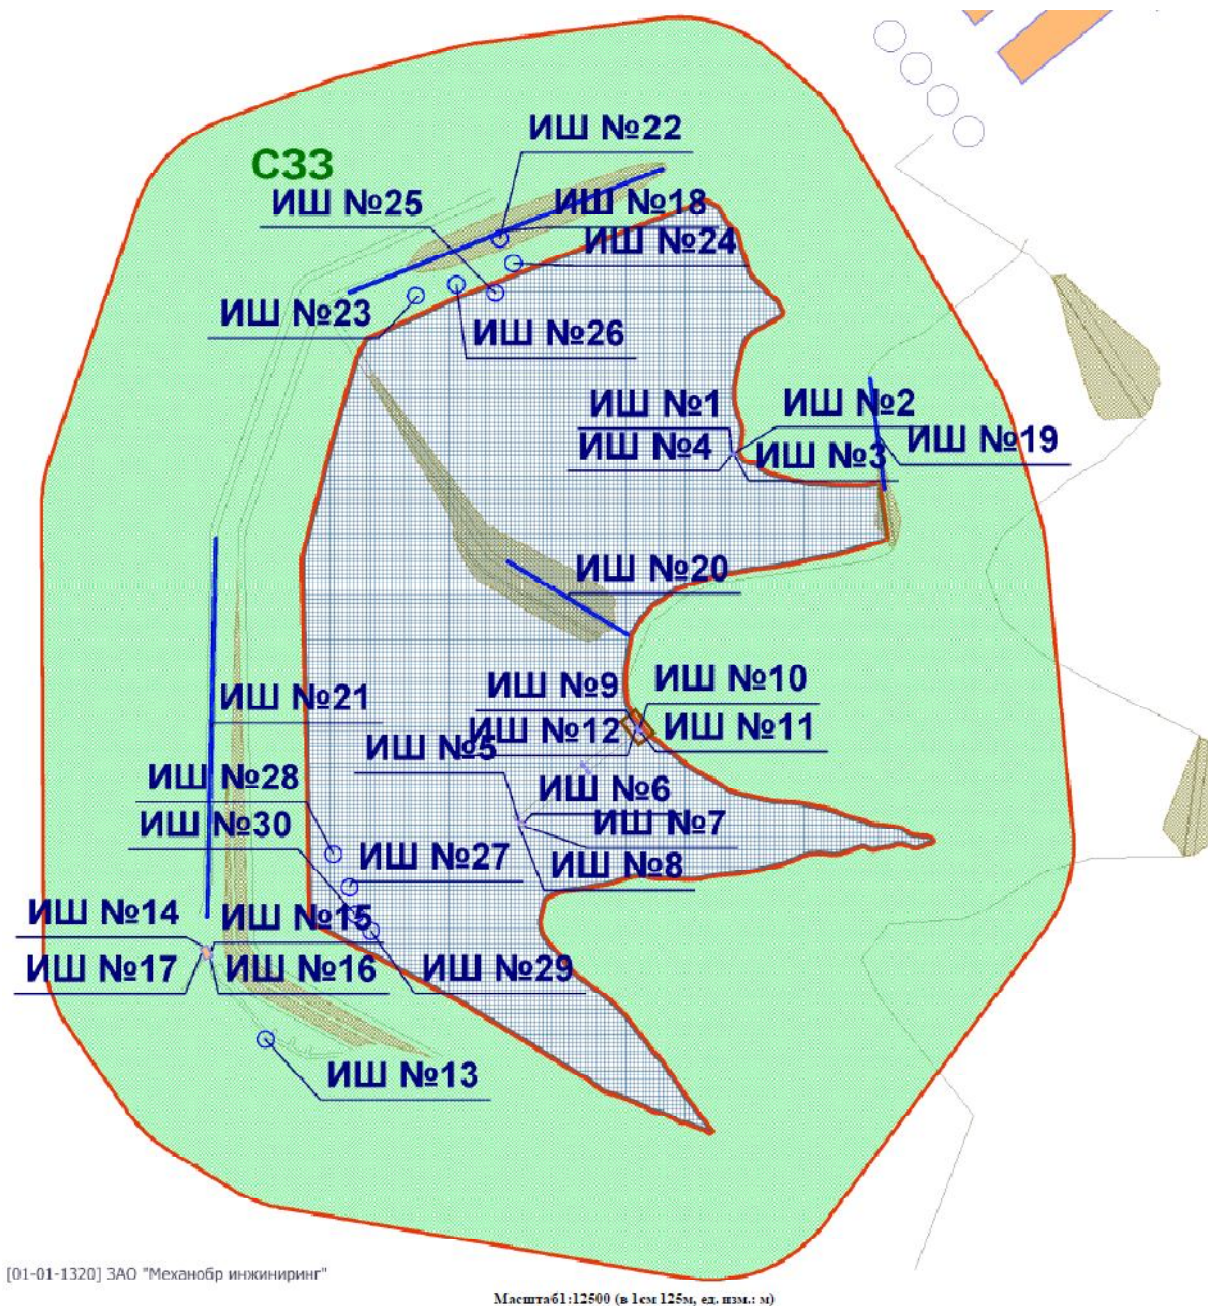 ИШ №22
СЗЗ
ИШ №25
ИШ №18
ИШ №24
ИШ №23
ИШ №26
ИШ №1
ИШ №2
ИШ №4
ИШ №3
ИШ №19
ИШ №20
ИШ №9
ИШ №10
ИШ №21
ИШ №12
ИШ №11
ИШ №5
ИШ №28
ИШ №6
ИШ №30
ИШ №7
ИШ №27
ИШ №8
ИШ №14
ИШ №15
ИШ №17
ИШ №16
ИШ №29
ИШ №13
[01-01-1320] ЗАО "Механобр инжиниринг"
Масштаб1:12500 (в 1см 125м, ед. изм.: м)